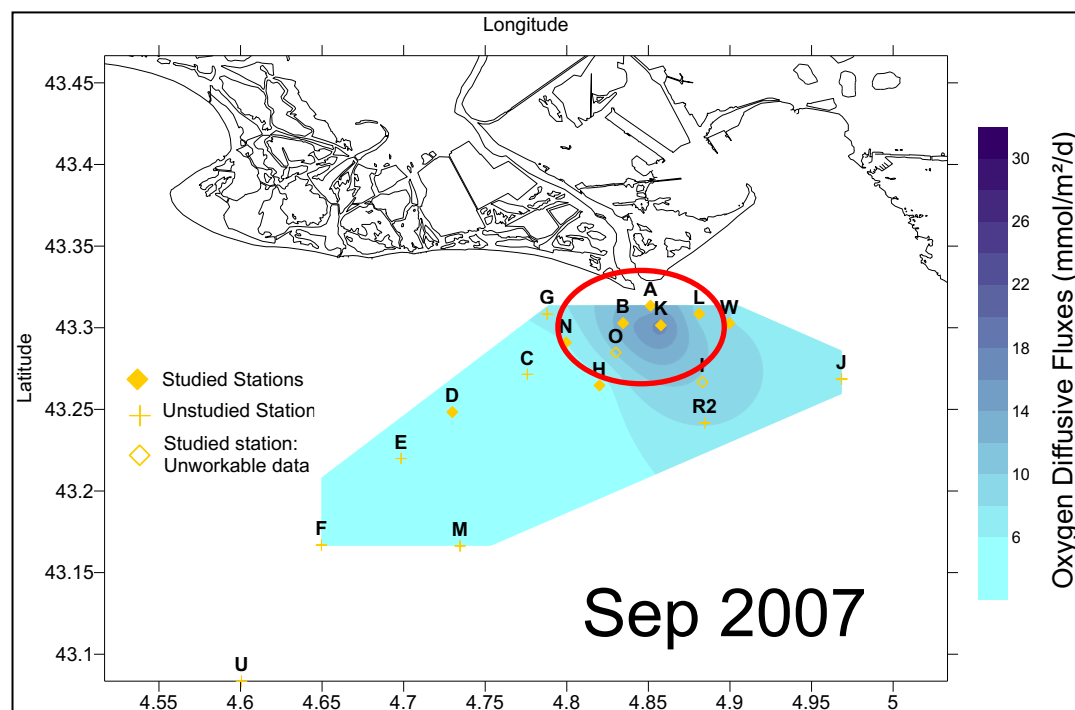 Longitude
43.45
43.4
43.35
43.3
43.25
43.2
43.15
43.1
Latitude
A
G
B
K
L
W
N
O
C
H
I
J
D
R2
E
F
M
U
Studied Stations
Unstudied Station
Studied station:
Unworkable data
Sep 2007
4.55
4.6
4.65
4.7
4.75
4.8
4.85
4.9
4.95
5
30
26
22
18
14
10
6
Oxygen Diffusive Fluxes (mmol/m²/d)